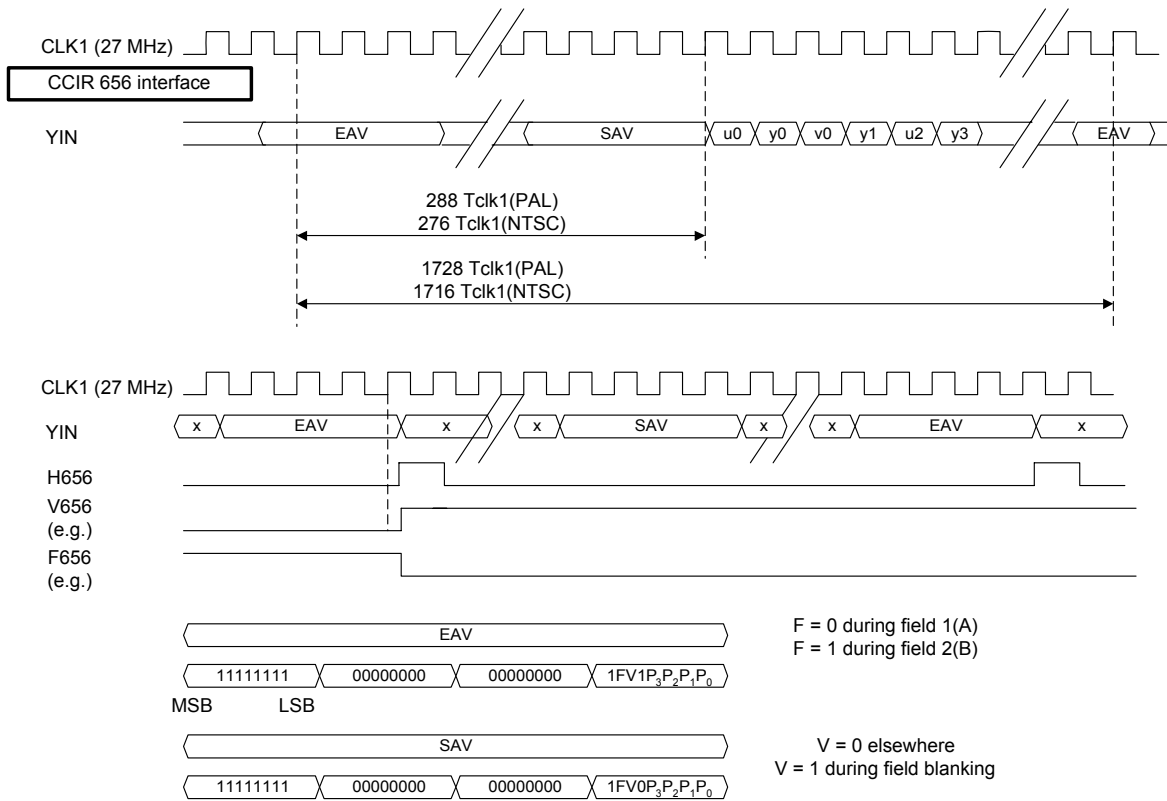 CLK1 (27 MHz)
CCIR 656 interface
YIN
EAV
SAV
u0
y0
v0
y1
u2
y3
EAV
288 Tclk1(PAL)
276 Tclk1(NTSC)
1728 Tclk1(PAL)
1716 Tclk1(NTSC)
CLK1 (27 MHz)
YIN
x
EAV
x
x
SAV
x
x
EAV
x
H656
V656
(e.g.)
F656
(e.g.)
EAV
11111111
00000000
00000000
1FV1P₃P₂P₁P₀
MSB
LSB
F = 0 during field 1(A)
F = 1 during field 2(B)
SAV
11111111
00000000
00000000
1FV0P₃P₂P₁P₀
V = 0 elsewhere
V = 1 during field blanking